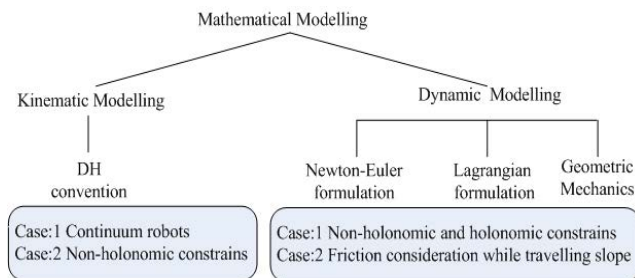 Mathematical Modelling
Kinematic Modelling
Dynamic Modelling
DH
convention
Newton-Euler
formulation
Lagrangian
formulation
Geometric
Mechanics
Case:1 Continuum robots
Case:2 Non-holonomic constrains
Case:1 Non-holonomic and holonomic constrains
Case:2 Friction consideration while travelling slope